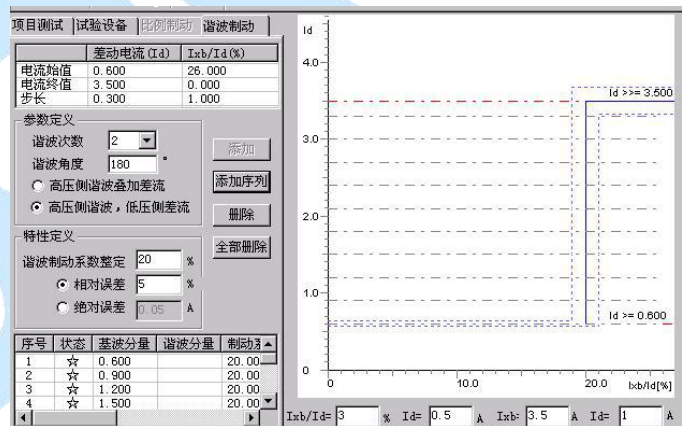 项目测试 试验设备 比例制动 谐波制动
差动电流(Id) Ixb/Id(%)
电流始值 0.600 26.000
电流终值 3.500 0.000
步长 0.300 1.000
参数定义
谐波次数 2
谐波角度 180 °
高压侧谐波叠加差流
高压侧谐波，低压侧差流
添加
添加序列
删除
全部删除
特性定义
谐波制动系数整定 20 %
相对误差 5 %
绝对误差 0.05 A
序号 状态 基波分量 谐波分量 制动系
1 ☆ 0.600 20.00
2 ☆ 0.900 20.00
3 ☆ 1.200 20.00
4 ☆ 1.500 20.00
Id
4.0
Id >>= 3.500
3.0
2.0
1.0
Id >= 0.600
0
0 10.0 20.0 Ixb/Id[%]
Ixb/Id= 3 % Id= 0.5 A Ixb= 3.5 A Id= 1 A